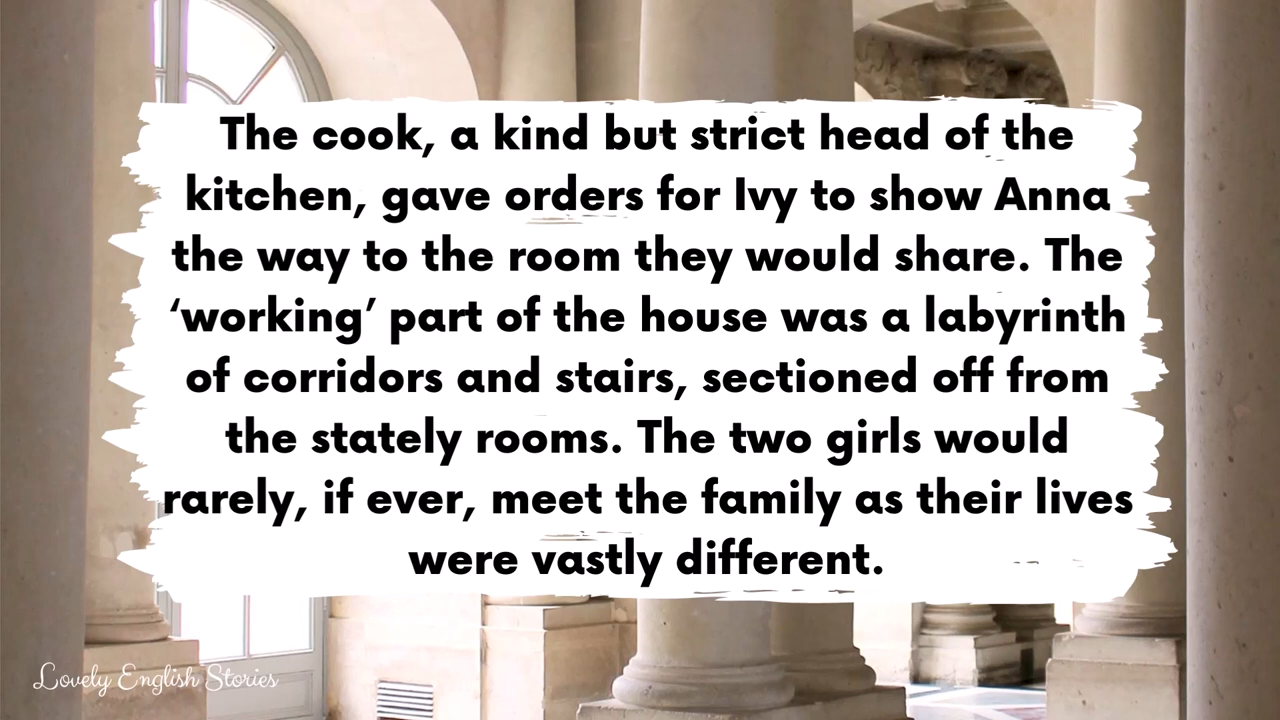 The cook, a kind but strict head of the
kitchen, gave orders for Ivy to show Anna
the way to the room they would share. The
‘working’ part of the house was a labyrinth
of corridors and stairs, sectioned off from
the stately rooms. The two girls would
rarely, if ever, meet the family as their lives
were vastly different.
Lovely English Stories